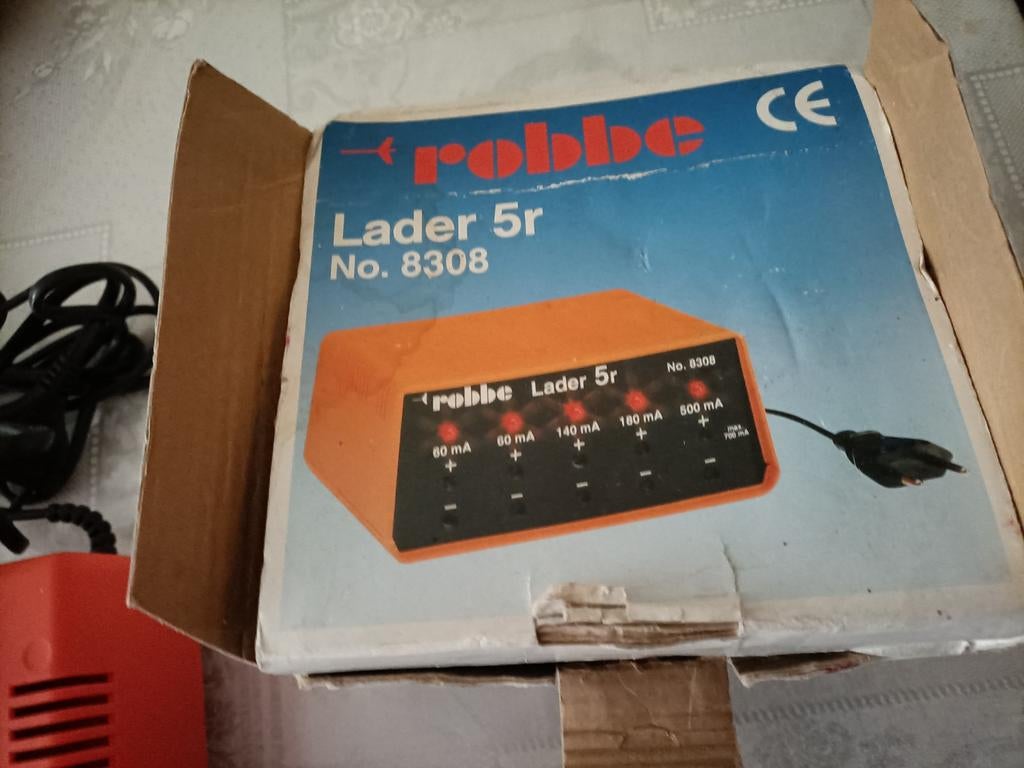 robbe
CE
Lader 5r
No. 8308
robbe Lader 5r No. 8308
60 mA 60 mA 140 mA 180 mA 500 mA
+ + + + +
max.
700 mA
- - - - -